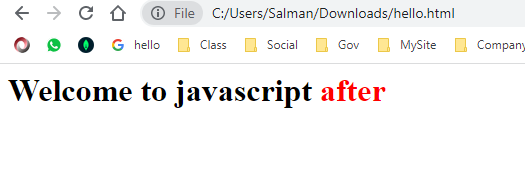 File C:/Users/Salman/Downloads/hello.html
hello Class Social Gov MySite Company
Welcome to javascript after